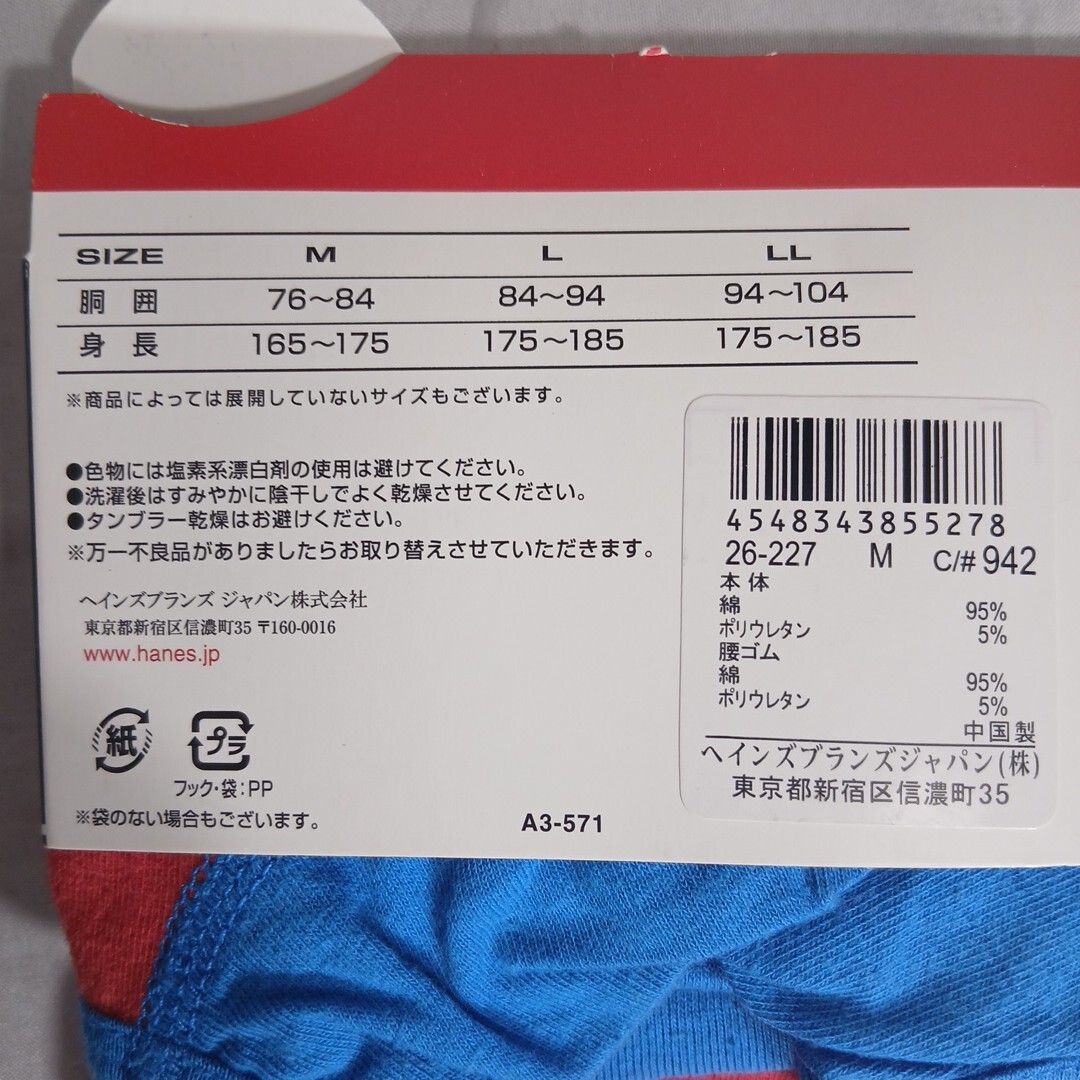 SIZE M L LL
胴囲 76〜84 84〜94 94〜104
身長 165〜175 175〜185 175〜185
※商品によっては展開していないサイズもございます。
●色物には塩素系漂白剤の使用は避けてください。
●洗濯後はすみやかに陰干しでよく乾燥させてください。
●タンブラー乾燥はお避けください。
※万一不良品がありましたらお取り替えさせていただきます。
ヘインズブランズ ジャパン株式会社
東京都新宿区信濃町35 〒160-0016
www.hanes.jp
紙 プラ
フック・袋:PP
※袋のない場合もございます。
A3-571
4548343855278
26-227 M C/# 942
本体
綿 95%
ポリウレタン 5%
腰ゴム
綿 95%
ポリウレタン 5%
中国製
ヘインズブランズジャパン(株)
東京都新宿区信濃町35